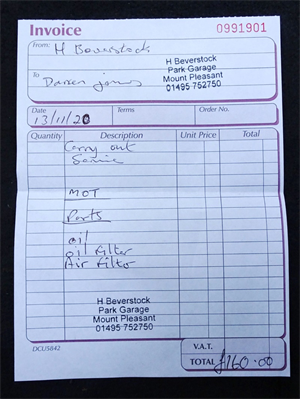 Invoice 0991901
From: H Beverstock
H Beverstock
Park Garage
Mount Pleasant
01495 752750
To Darren Jones
Date Terms Order No.
13/11/20
Quantity Description Unit Price Total
Carry out
Service
MOT
Parts
oil
oil Filter
Air Filter
H Beverstock
Park Garage
Mount Pleasant
01495 752750
DCUS842
V.A.T.
TOTAL £160.00